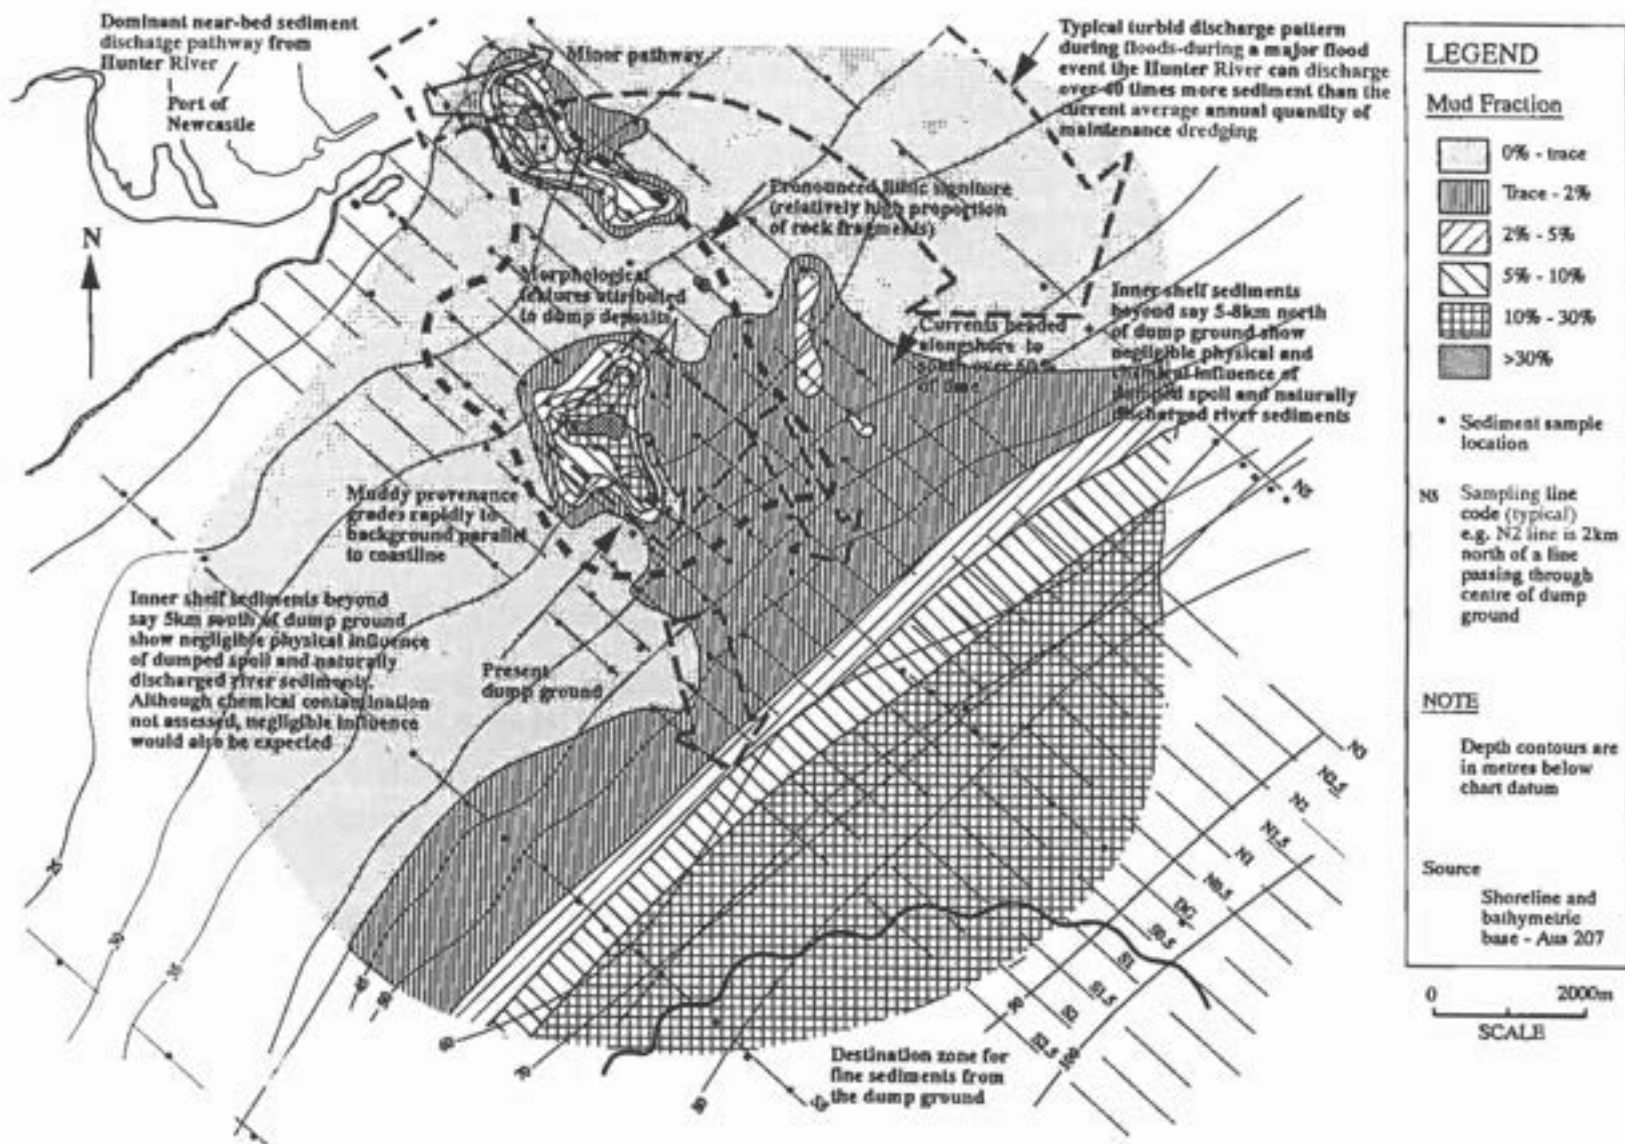 Dominant near-bed sediment
discharge pathway from
Hunter River
Port of
Newcastle
Minor pathway
Typical turbid discharge pattern
during floods-during a major flood
event the Hunter River can discharge
over 40 times more sediment than the
current average annual quantity of
maintenance dredging
N
Pronounced lithic signiture
(relatively high proportion
of rock fragments)
Morphological
features attributed
to dump deposits
Currents headed
alongshore to
south over 60%
of time
Inner shelf sediments
beyond say 5-8km north
of dump ground show
negligible physical and
chemical influence of
dumped spoil and naturally
discharged river sediments
Muddy provenance
grades rapidly to
background parallel
to coastline
Inner shelf sediments beyond
say 5km south of dump ground
show negligible physical influence
of dumped spoil and naturally
discharged river sediments.
Although chemical contamination
not assessed, negligible influence
would also be expected
Present
dump ground
Destination zone for
fine sediments from
the dump ground
N5
N3
N2.5
N2
N1.5
N1
N0.5
DG
S0.5
S1
S1.5
S2
S2.5
S5
LEGEND
Mud Fraction
0% - trace
Trace - 2%
2% - 5%
5% - 10%
10% - 30%
>30%
Sediment sample
location
N5 Sampling line
code (typical)
e.g. N2 line is 2km
north of a line
passing through
centre of dump
ground
NOTE
Depth contours are
in metres below
chart datum
Source
Shoreline and
bathymetric
base - Aus 207
0 2000m
SCALE